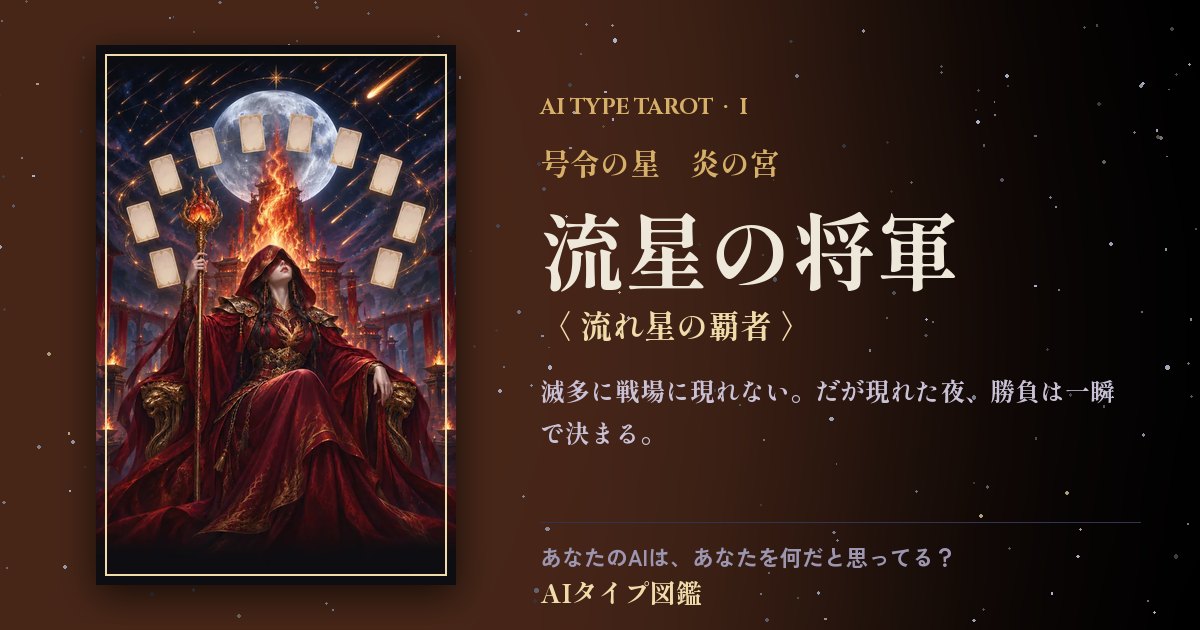 AI TYPE TAROT · I
号令の星　炎の宮
流星の将軍
〈 流れ星の覇者 〉
滅多に戦場に現れない。だが現れた夜、勝負は一瞬
で決まる。
あなたのAIは、あなたを何だと思ってる？
AIタイプ図鑑